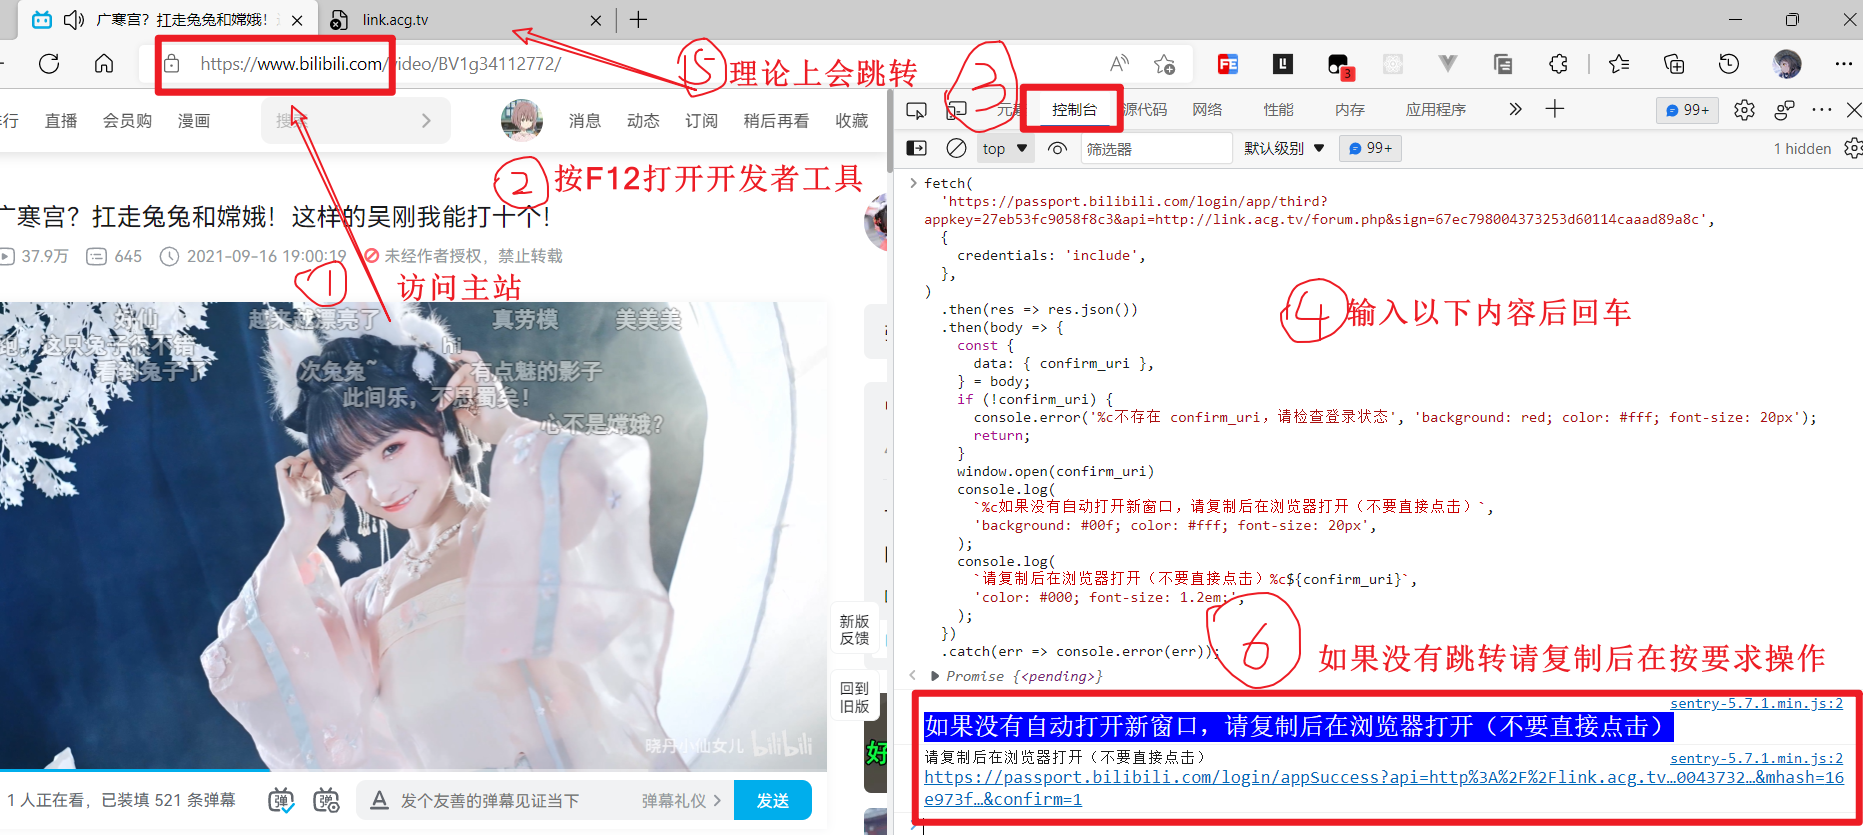 广寒宫？扛走兔兔和嫦娥！
link.acg.tv
https://www.bilibili.com/video/BV1g34112772/
3
⑤ 理论上会跳转
直播
会员购
漫画
消息
动态
订阅
稍后再看
收藏
② 按F12打开开发者工具
广寒宫？扛走兔兔和嫦娥！这样的吴刚我能打十个！
37.9万
645
2021-09-16 19:00:19
未经作者授权，禁止转载
① 访问主站
好仙
越来越漂亮了
真劳模
美美美
这只兔子很不错
hi
看到兔子了
次兔兔~
有点魅的影子
此间乐，不思蜀矣！
心不是嫦娥？
晓丹小仙女儿 bilibili
新版
反馈
回到
旧版
好
1 人正在看，已装填 521 条弹幕
弹
弹
A
发个友善的弹幕见证当下
弹幕礼仪
发送
③
控制台
源代码
网络
性能
内存
应用程序
99+
top
筛选器
默认级别
99+
1 hidden
fetch(
'https://passport.bilibili.com/login/app/third?
appkey=27eb53fc9058f8c3&api=http://link.acg.tv/forum.php&sign=67ec798004373253d60114caaad89a8c',
{
credentials: 'include',
},
)
.then(res => res.json())
.then(body => {
const {
data: { confirm_uri },
} = body;
if (!confirm_uri) {
console.error('%c不存在 confirm_uri，请检查登录状态', 'background: red; color: #fff; font-size: 20px');
return;
}
window.open(confirm_uri)
console.log(
`%c如果没有自动打开新窗口，请复制后在浏览器打开（不要直接点击）`,
'background: #00f; color: #fff; font-size: 20px',
);
console.log(
`请复制后在浏览器打开（不要直接点击）%c${confirm_uri}`,
'color: #000; font-size: 1.2em;',
);
})
.catch(err => console.error(err));
④ 输入以下内容后回车
⑥ 如果没有跳转请复制后在按要求操作
Promise {<pending>}
sentry-5.7.1.min.js:2
如果没有自动打开新窗口，请复制后在浏览器打开（不要直接点击）
sentry-5.7.1.min.js:2
请复制后在浏览器打开（不要直接点击）
https://passport.bilibili.com/login/appSuccess?api=http%3A%2F%2Flink.acg.tv…0043732…&mhash=16
e973f…&confirm=1